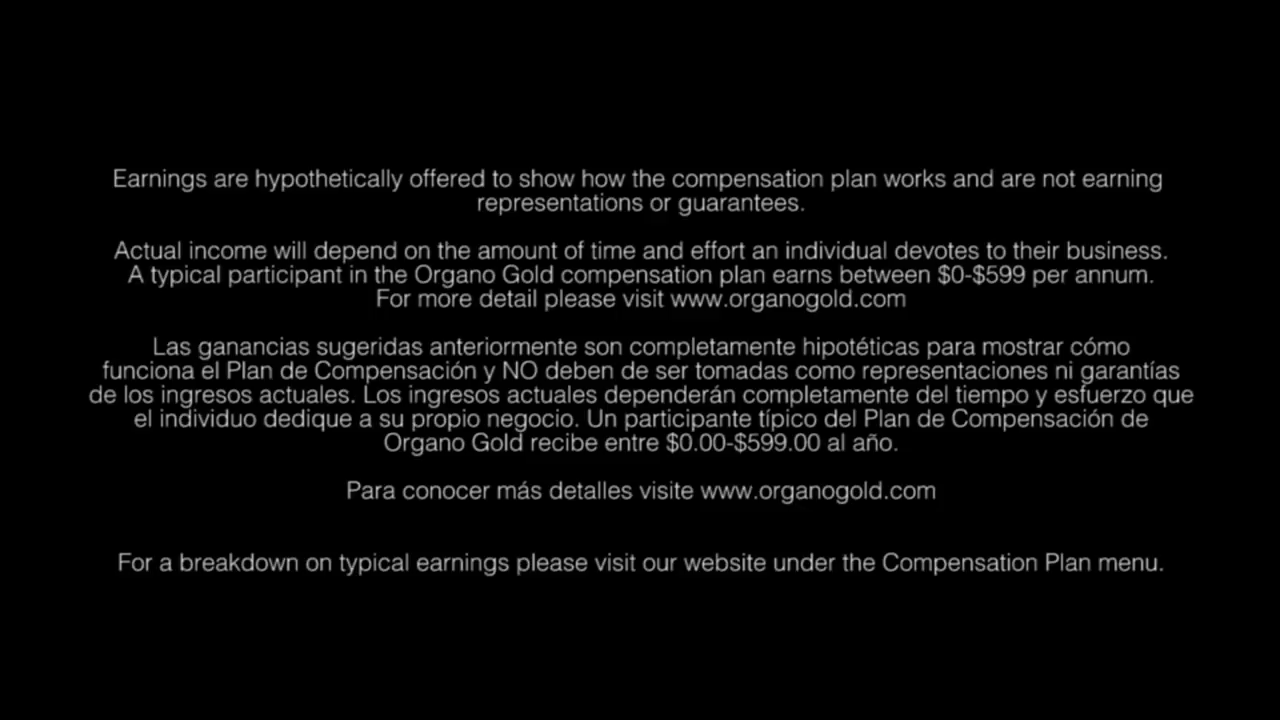 Earnings are hypothetically offered to show how the compensation plan works and are not earning
representations or guarantees.
Actual income will depend on the amount of time and effort an individual devotes to their business.
A typical participant in the Organo Gold compensation plan earns between $0-$599 per annum.
For more detail please visit www.organogold.com
Las ganancias sugeridas anteriormente son completamente hipotéticas para mostrar cómo
funciona el Plan de Compensación y NO deben de ser tomadas como representaciones ni garantías
de los ingresos actuales. Los ingresos actuales dependerán completamente del tiempo y esfuerzo que
el individuo dedique a su propio negocio. Un participante típico del Plan de Compensación de
Organo Gold recibe entre $0.00-$599.00 al año.
Para conocer más detalles visite www.organogold.com
For a breakdown on typical earnings please visit our website under the Compensation Plan menu.